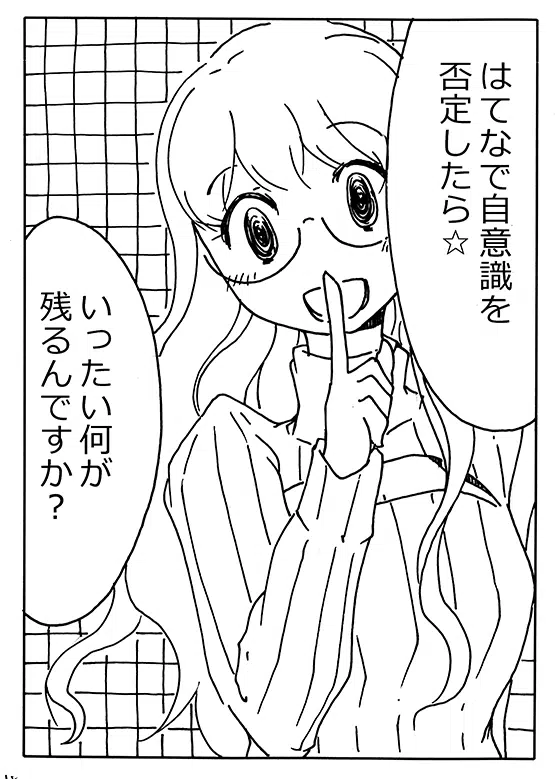 はてなで自意識を
否定したら☆
いったい何が
残るんですか？